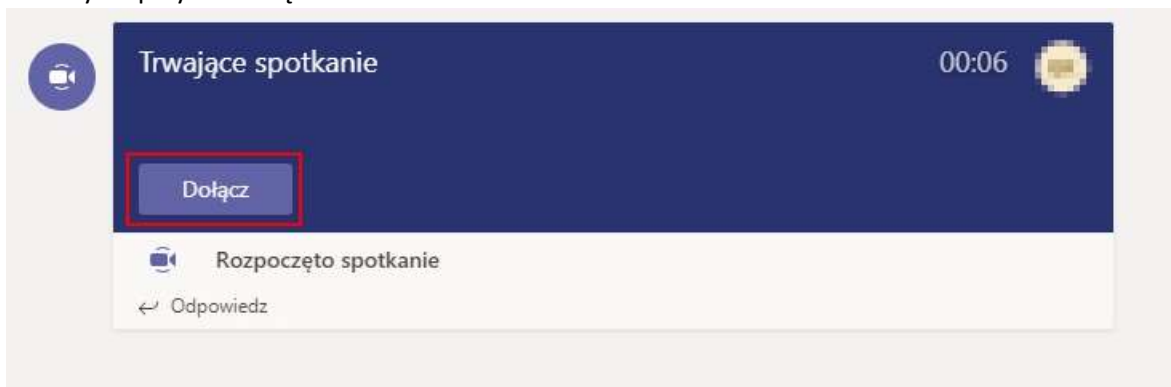 Trwające spotkanie
00:06
Dołącz
Rozpoczęto spotkanie
Odpowiedz